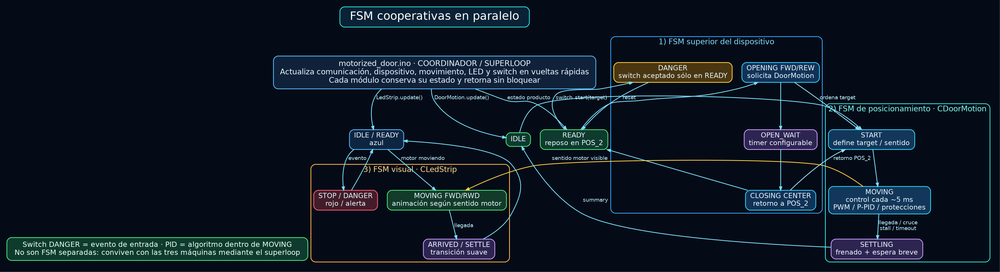 FSM cooperativas en paralelo
1) FSM superior del dispositivo
motorized_door.ino · COORDINADOR / SUPERLOOP
Actualiza comunicación, dispositivo, movimiento, LED y switch en vueltas rápidas
Cada módulo conserva su estado y retorna sin bloquear
DANGER
switch aceptado sólo en READY
OPENING FWD/REW
solicita DoorMotion
LedStrip.update()
DoorMotion.update()
estado producto
switch
start(target)
reset
ordena target
2) FSM de posicionamiento · CDoorMotion
IDLE / READY
azul
IDLE
READY
reposo en POS_2
OPEN_WAIT
timer configurable
START
define target / sentido
evento
motor moviendo
sentido motor visible
retorno POS_2
3) FSM visual · CLedStrip
STOP / DANGER
rojo / alerta
MOVING FWD/RWD
animación según sentido motor
summary
CLOSING CENTER
retorno a POS_2
MOVING
control cada ~5 ms
PWM / P-PID / protecciones
llegada
llegada / cruce
stall / timeout
Switch DANGER = evento de entrada · PID = algoritmo dentro de MOVING
No son FSM separadas: conviven con las tres máquinas mediante el superloop
ARRIVED / SETTLE
transición suave
SETTLING
frenado + espera breve